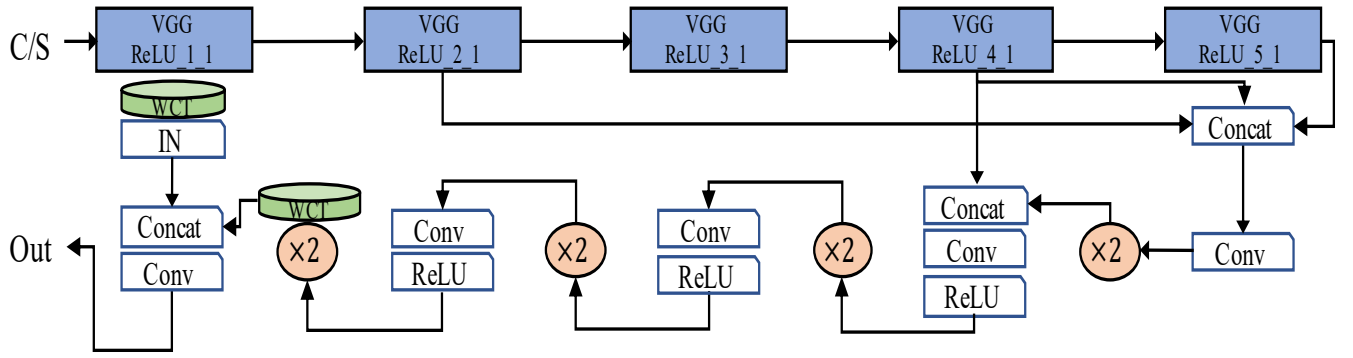 C/S
VGG
ReLU_1_1
VGG
ReLU_2_1
VGG
ReLU_3_1
VGG
ReLU_4_1
VGG
ReLU_5_1
WCT
IN
Concat
Concat
Conv
WCT
×2
Conv
ReLU
×2
Conv
ReLU
×2
Concat
Conv
ReLU
×2
Conv
Out